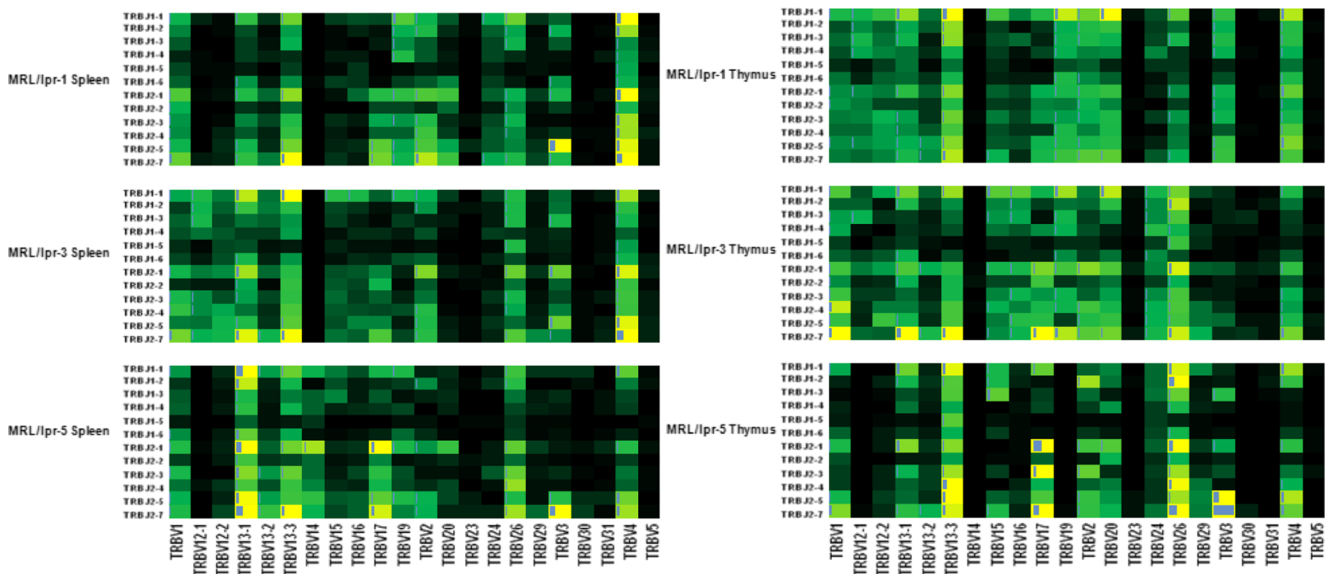 MRL/lpr-1 Spleen
TRBJ1-1
TRBJ1-2
TRBJ1-3
TRBJ1-4
TRBJ1-5
TRBJ1-6
TRBJ2-1
TRBJ2-2
TRBJ2-3
TRBJ2-4
TRBJ2-5
TRBJ2-7
MRL/lpr-1 Thymus
TRBJ1-1
TRBJ1-2
TRBJ1-3
TRBJ1-4
TRBJ1-5
TRBJ1-6
TRBJ2-1
TRBJ2-2
TRBJ2-3
TRBJ2-4
TRBJ2-5
TRBJ2-7
MRL/lpr-3 Spleen
TRBJ1-1
TRBJ1-2
TRBJ1-3
TRBJ1-4
TRBJ1-5
TRBJ1-6
TRBJ2-1
TRBJ2-2
TRBJ2-3
TRBJ2-4
TRBJ2-5
TRBJ2-7
MRL/lpr-3 Thymus
TRBJ1-1
TRBJ1-2
TRBJ1-3
TRBJ1-4
TRBJ1-5
TRBJ1-6
TRBJ2-1
TRBJ2-2
TRBJ2-3
TRBJ2-4
TRBJ2-5
TRBJ2-7
MRL/lpr-5 Spleen
TRBJ1-1
TRBJ1-2
TRBJ1-3
TRBJ1-4
TRBJ1-5
TRBJ1-6
TRBJ2-1
TRBJ2-2
TRBJ2-3
TRBJ2-4
TRBJ2-5
TRBJ2-7
MRL/lpr-5 Thymus
TRBJ1-1
TRBJ1-2
TRBJ1-3
TRBJ1-4
TRBJ1-5
TRBJ1-6
TRBJ2-1
TRBJ2-2
TRBJ2-3
TRBJ2-4
TRBJ2-5
TRBJ2-7
TRBV1
TRBV12-1
TRBV12-2
TRBV13-1
TRBV13-2
TRBV13-3
TRBV14
TRBV15
TRBV16
TRBV17
TRBV19
TRBV2
TRBV20
TRBV23
TRBV24
TRBV26
TRBV29
TRBV3
TRBV30
TRBV31
TRBV4
TRBV5
TRBV1
TRBV12-1
TRBV12-2
TRBV13-1
TRBV13-2
TRBV13-3
TRBV14
TRBV15
TRBV16
TRBV17
TRBV19
TRBV2
TRBV20
TRBV23
TRBV24
TRBV26
TRBV29
TRBV3
TRBV30
TRBV31
TRBV4
TRBV5